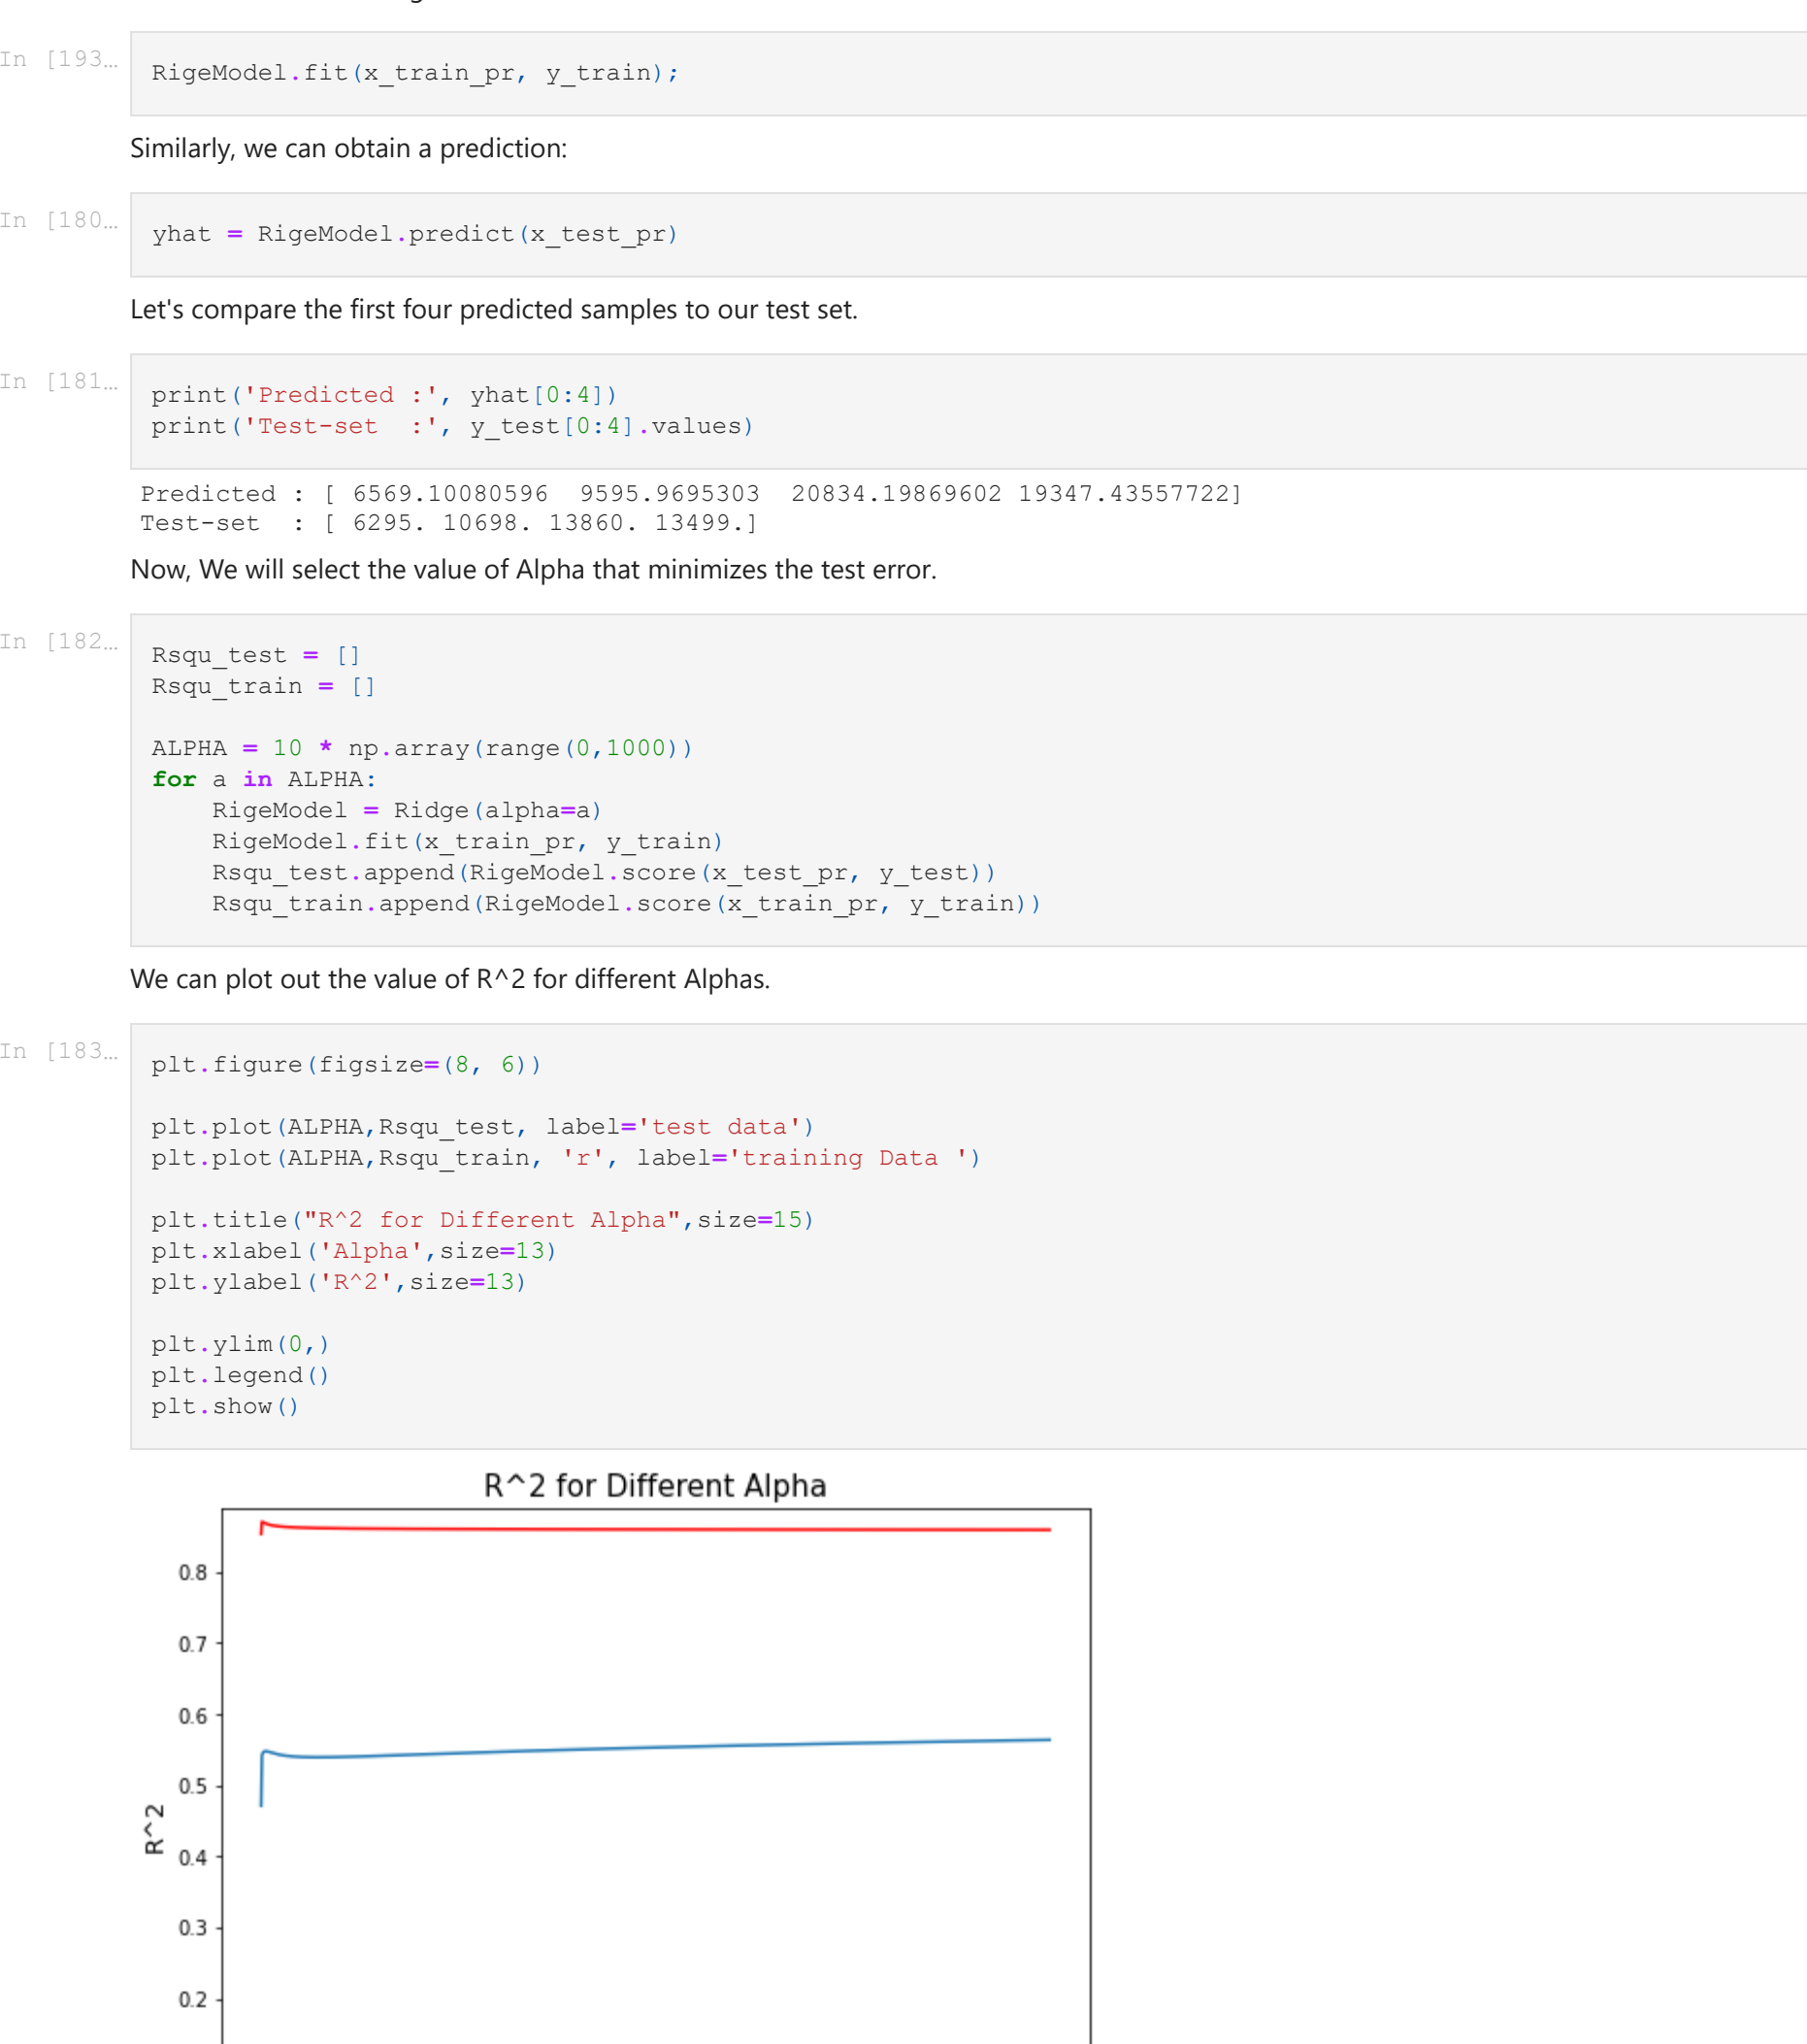 In [193…
RigeModel.fit(x_train_pr, y_train);
Similarly, we can obtain a prediction:
In [180…
yhat = RigeModel.predict(x_test_pr)
Let's compare the first four predicted samples to our test set.
In [181…
print('Predicted :', yhat[0:4])
print('Test-set  :', y_test[0:4].values)
Predicted : [ 6569.10080596  9595.9695303  20834.19869602 19347.43557722]
Test-set  : [ 6295. 10698. 13860. 13499.]
Now, We will select the value of Alpha that minimizes the test error.
In [182…
Rsqu_test = []
Rsqu_train = []
ALPHA = 10 * np.array(range(0,1000))
for a in ALPHA:
    RigeModel = Ridge(alpha=a)
    RigeModel.fit(x_train_pr, y_train)
    Rsqu_test.append(RigeModel.score(x_test_pr, y_test))
    Rsqu_train.append(RigeModel.score(x_train_pr, y_train))
We can plot out the value of R^2 for different Alphas.
In [183…
plt.figure(figsize=(8, 6))
plt.plot(ALPHA,Rsqu_test, label='test data')
plt.plot(ALPHA,Rsqu_train, 'r', label='training Data ')
plt.title("R^2 for Different Alpha",size=15)
plt.xlabel('Alpha',size=13)
plt.ylabel('R^2',size=13)
plt.ylim(0,)
plt.legend()
plt.show()
R^2 for Different Alpha
0.8
0.7
0.6
0.5
R^2
0.4
0.3
0.2